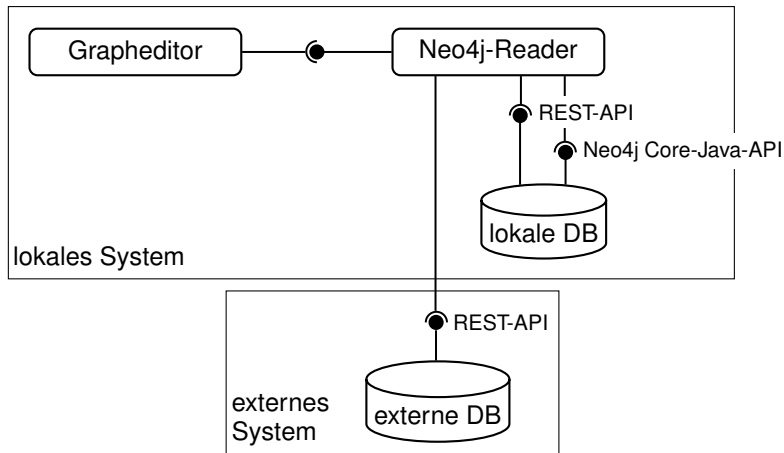 Grapheditor
Neo4j-Reader
REST-API
Neo4j Core-Java-API
lokale DB
lokales System
REST-API
externe DB
externes
System